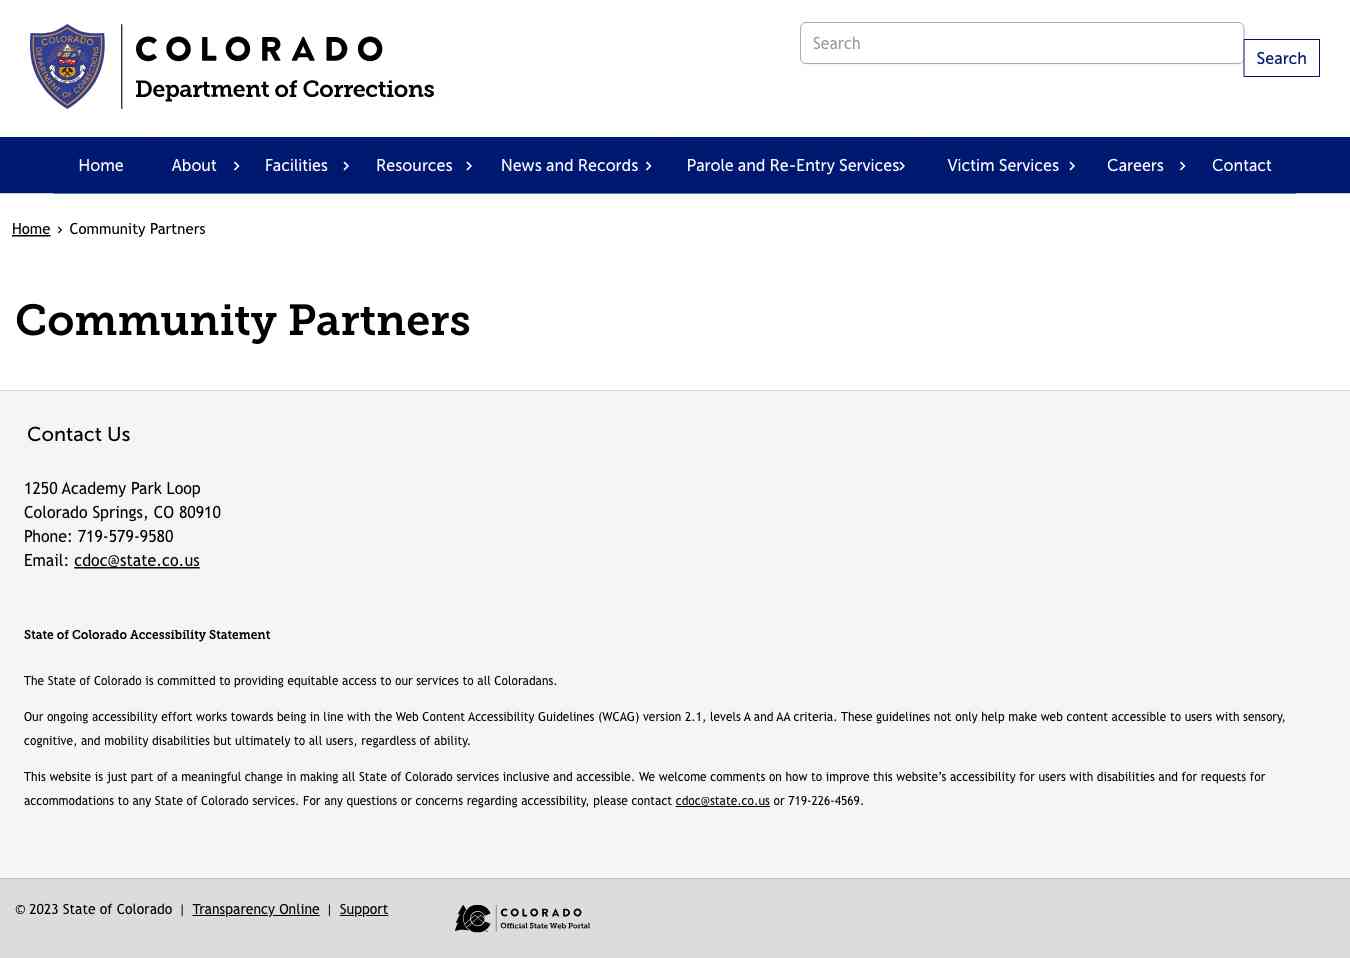 COLORADO
Department of Corrections
Search
Search
Home
About
Facilities
Resources
News and Records
Parole and Re-Entry Services
Victim Services
Careers
Contact
Home › Community Partners
Community Partners
Contact Us
1250 Academy Park Loop
Colorado Springs, CO 80910
Phone: 719-579-9580
Email: cdoc@state.co.us
State of Colorado Accessibility Statement
The State of Colorado is committed to providing equitable access to our services to all Coloradans.
Our ongoing accessibility effort works towards being in line with the Web Content Accessibility Guidelines (WCAG) version 2.1, levels A and AA criteria. These guidelines not only help make web content accessible to users with sensory,
cognitive, and mobility disabilities but ultimately to all users, regardless of ability.
This website is just part of a meaningful change in making all State of Colorado services inclusive and accessible. We welcome comments on how to improve this website’s accessibility for users with disabilities and for requests for
accommodations to any State of Colorado services. For any questions or concerns regarding accessibility, please contact cdoc@state.co.us or 719-226-4569.
© 2023 State of Colorado | Transparency Online | Support
COLORADO
Official State Web Portal